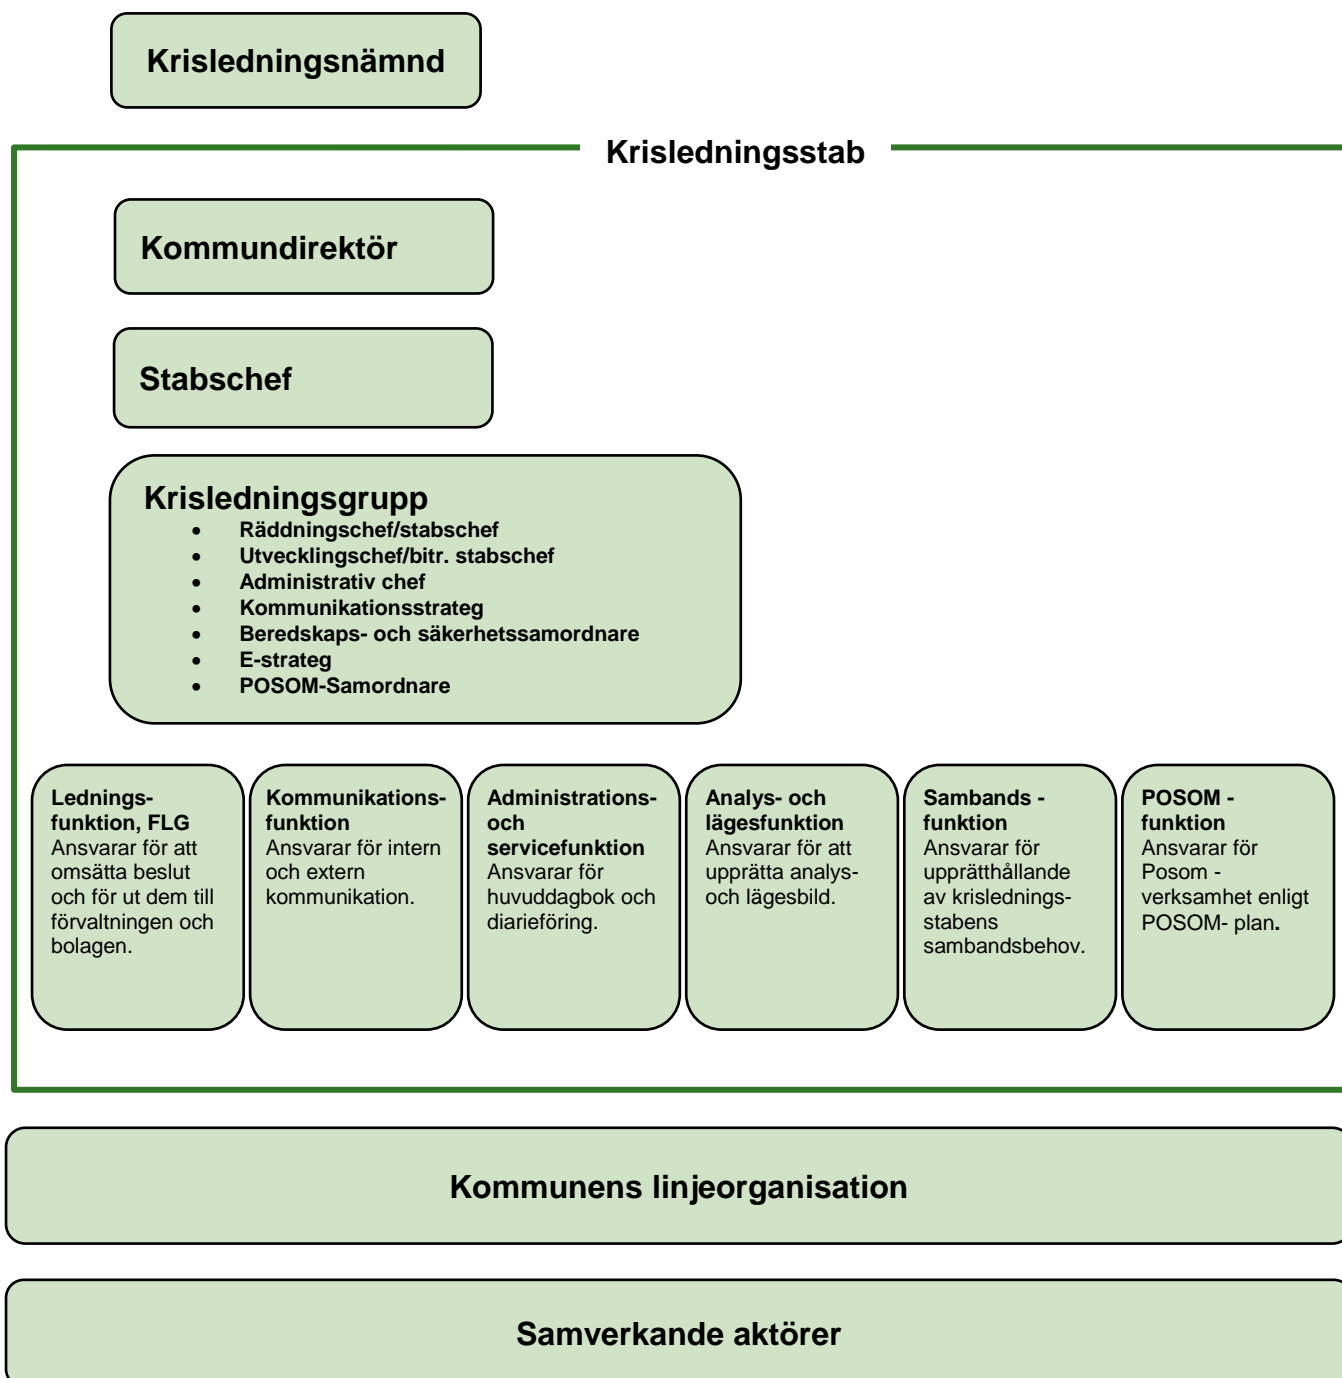 Krisledningsnämnd
Krisledningsstab
Kommundirektör
Stabschef
Krisledningsgrupp
• Räddningschef/stabschef
• Utvecklingschef/bitr. stabschef
• Administrativ chef
• Kommunikationsstrateg
• Beredskaps- och säkerhetssamordnare
• E-strateg
• POSOM-Samordnare
Lednings-
funktion, FLG
Ansvarar för att
omsätta beslut
och för ut dem till
förvaltningen och
bolagen.
Kommunikations-
funktion
Ansvarar för intern
och extern
kommunikation.
Administrations-
och
servicefunktion
Ansvarar för
huvuddagbok och
diarieföring.
Analys- och
lägesfunktion
Ansvarar för att
upprätta analys-
och lägesbild.
Sambands -
funktion
Ansvarar för
upprätthållande
av krislednings-
stabens
sambandsbehov.
POSOM -
funktion
Ansvarar för
Posom -
verksamhet enligt
POSOM- plan.
Kommunens linjeorganisation
Samverkande aktörer